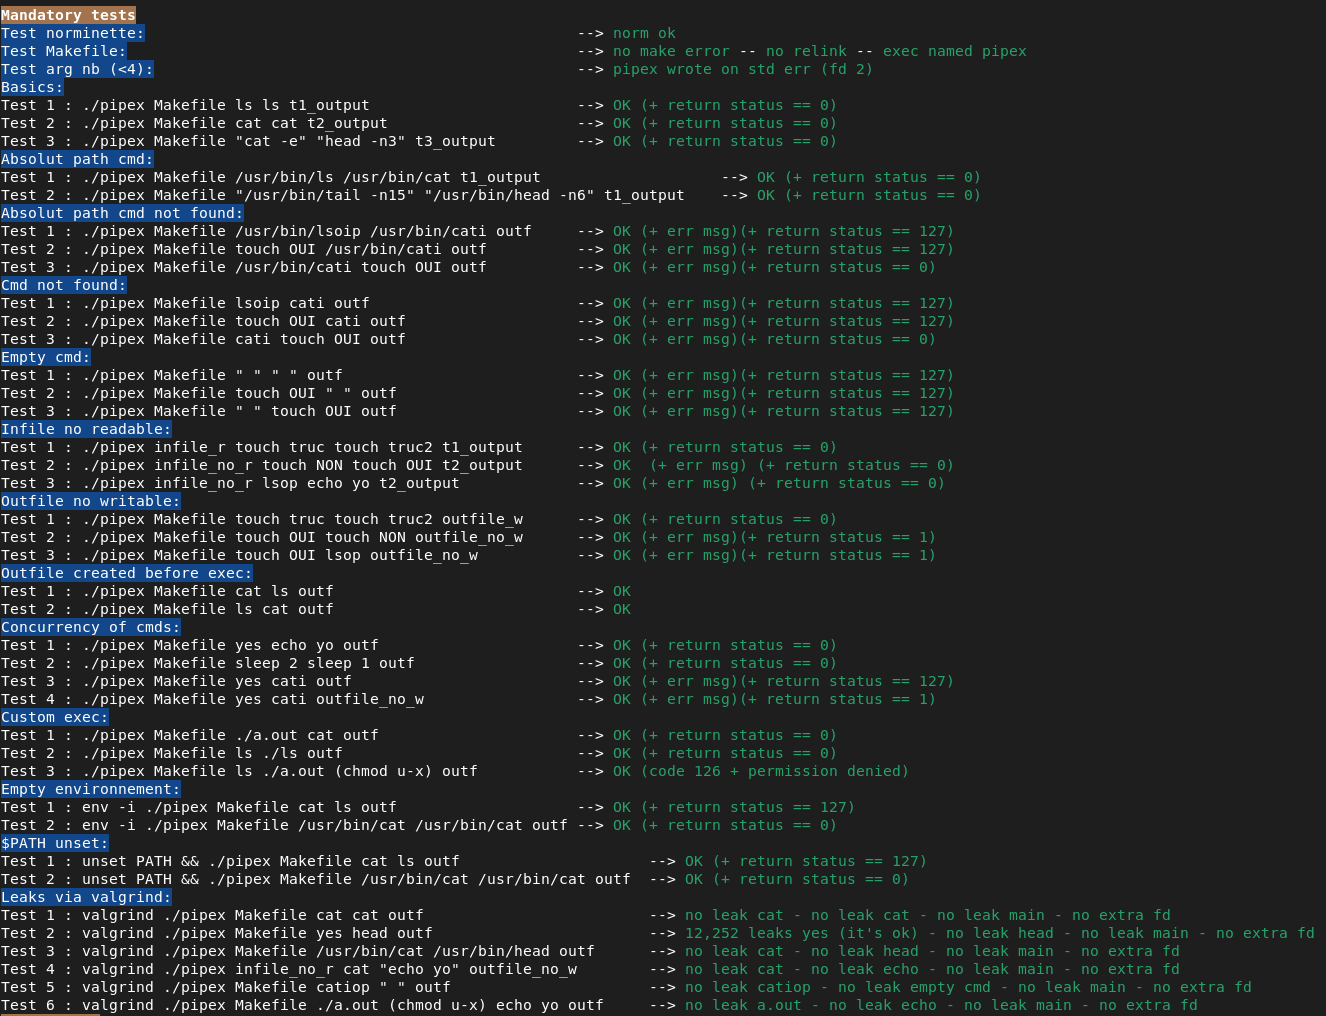 Mandatory tests
Test norminette: --> norm ok
Test Makefile: --> no make error -- no relink -- exec named pipex
Test arg nb (<4): --> pipex wrote on std err (fd 2)
Basics:
Test 1 : ./pipex Makefile ls ls t1_output --> OK (+ return status == 0)
Test 2 : ./pipex Makefile cat cat t2_output --> OK (+ return status == 0)
Test 3 : ./pipex Makefile "cat -e" "head -n3" t3_output --> OK (+ return status == 0)
Absolut path cmd:
Test 1 : ./pipex Makefile /usr/bin/ls /usr/bin/cat t1_output --> OK (+ return status == 0)
Test 2 : ./pipex Makefile "/usr/bin/tail -n15" "/usr/bin/head -n6" t1_output --> OK (+ return status == 0)
Absolut path cmd not found:
Test 1 : ./pipex Makefile /usr/bin/lsoip /usr/bin/cati outf --> OK (+ err msg)(+ return status == 127)
Test 2 : ./pipex Makefile touch OUI /usr/bin/cati outf --> OK (+ err msg)(+ return status == 127)
Test 3 : ./pipex Makefile /usr/bin/cati touch OUI outf --> OK (+ err msg)(+ return status == 0)
Cmd not found:
Test 1 : ./pipex Makefile lsoip cati outf --> OK (+ err msg)(+ return status == 127)
Test 2 : ./pipex Makefile touch OUI cati outf --> OK (+ err msg)(+ return status == 127)
Test 3 : ./pipex Makefile cati touch OUI outf --> OK (+ err msg)(+ return status == 0)
Empty cmd:
Test 1 : ./pipex Makefile " " " " outf --> OK (+ err msg)(+ return status == 127)
Test 2 : ./pipex Makefile touch OUI " " outf --> OK (+ err msg)(+ return status == 127)
Test 3 : ./pipex Makefile " " touch OUI outf --> OK (+ err msg)(+ return status == 127)
Infile no readable:
Test 1 : ./pipex infile_r touch truc touch truc2 t1_output --> OK (+ return status == 0)
Test 2 : ./pipex infile_no_r touch NON touch OUI t2_output --> OK  (+ err msg) (+ return status == 0)
Test 3 : ./pipex infile_no_r lsop echo yo t2_output --> OK (+ err msg) (+ return status == 0)
Outfile no writable:
Test 1 : ./pipex Makefile touch truc touch truc2 outfile_w --> OK (+ return status == 0)
Test 2 : ./pipex Makefile touch OUI touch NON outfile_no_w --> OK (+ err msg)(+ return status == 1)
Test 3 : ./pipex Makefile touch OUI lsop outfile_no_w --> OK (+ err msg)(+ return status == 1)
Outfile created before exec:
Test 1 : ./pipex Makefile cat ls outf --> OK
Test 2 : ./pipex Makefile ls cat outf --> OK
Concurrency of cmds:
Test 1 : ./pipex Makefile yes echo yo outf --> OK (+ return status == 0)
Test 2 : ./pipex Makefile sleep 2 sleep 1 outf --> OK (+ return status == 0)
Test 3 : ./pipex Makefile yes cati outf --> OK (+ err msg)(+ return status == 127)
Test 4 : ./pipex Makefile yes cati outfile_no_w --> OK (+ err msg)(+ return status == 1)
Custom exec:
Test 1 : ./pipex Makefile ./a.out cat outf --> OK (+ return status == 0)
Test 2 : ./pipex Makefile ls ./ls outf --> OK (+ return status == 0)
Test 3 : ./pipex Makefile ls ./a.out (chmod u-x) outf --> OK (code 126 + permission denied)
Empty environnement:
Test 1 : env -i ./pipex Makefile cat ls outf --> OK (+ return status == 127)
Test 2 : env -i ./pipex Makefile /usr/bin/cat /usr/bin/cat outf --> OK (+ return status == 0)
$PATH unset:
Test 1 : unset PATH && ./pipex Makefile cat ls outf --> OK (+ return status == 127)
Test 2 : unset PATH && ./pipex Makefile /usr/bin/cat /usr/bin/cat outf --> OK (+ return status == 0)
Leaks via valgrind:
Test 1 : valgrind ./pipex Makefile cat cat outf --> no leak cat - no leak cat - no leak main - no extra fd
Test 2 : valgrind ./pipex Makefile yes head outf --> 12,252 leaks yes (it's ok) - no leak head - no leak main - no extra fd
Test 3 : valgrind ./pipex Makefile /usr/bin/cat /usr/bin/head outf --> no leak cat - no leak head - no leak main - no extra fd
Test 4 : valgrind ./pipex infile_no_r cat "echo yo" outfile_no_w --> no leak cat - no leak echo - no leak main - no extra fd
Test 5 : valgrind ./pipex Makefile catiop " " outf --> no leak catiop - no leak empty cmd - no leak main - no extra fd
Test 6 : valgrind ./pipex Makefile ./a.out (chmod u-x) echo yo outf --> no leak a.out - no leak echo - no leak main - no extra fd